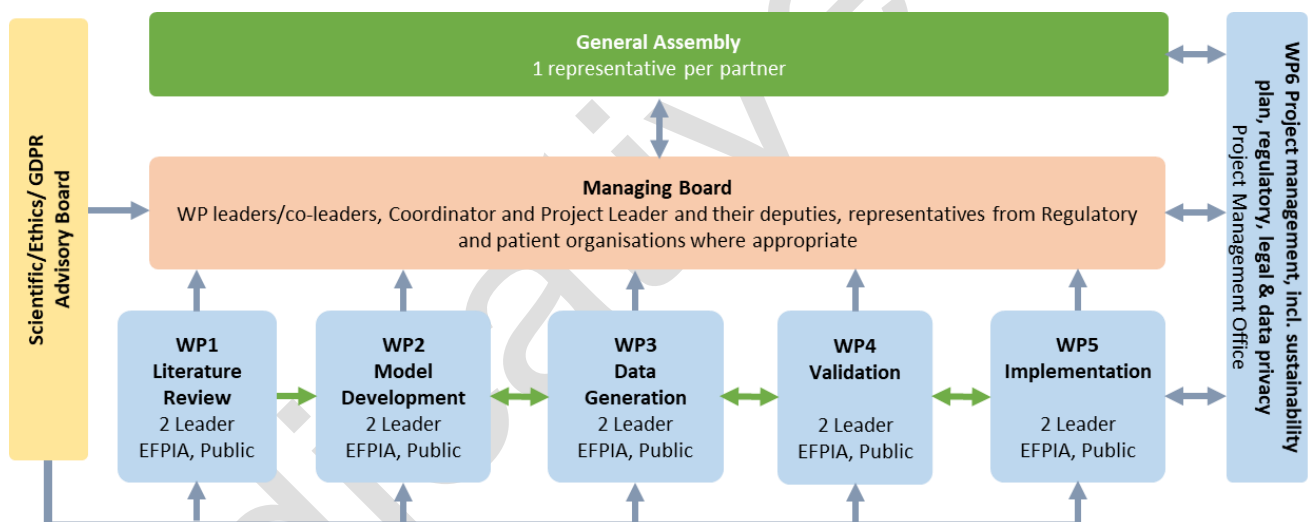 General Assembly
1 representative per partner
Scientific/Ethics/ GDPR
Advisory Board
Managing Board
WP leaders/co-leaders, Coordinator and Project Leader and their deputies, representatives from Regulatory
and patient organisations where appropriate
WP1
Literature
Review
2 Leader
EFPIA, Public
WP2
Model
Development
2 Leader
EFPIA, Public
WP3
Data
Generation
2 Leader
EFPIA, Public
WP4
Validation
2 Leader
EFPIA, Public
WP5
Implementation
2 Leader
EFPIA, Public
WP6 Project management, incl. sustainability
plan, regulatory, legal & data privacy
Project Management Office